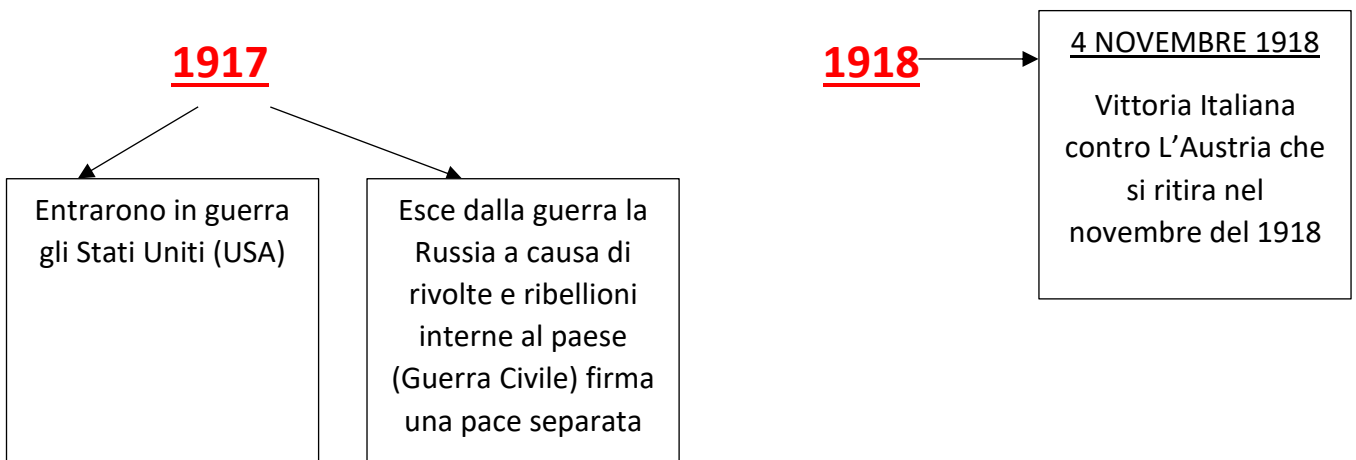 1917
Entrarono in guerra
gli Stati Uniti (USA)
Esce dalla guerra la
Russia a causa di
rivolte e ribellioni
interne al paese
(Guerra Civile) firma
una pace separata
1918
4 NOVEMBRE 1918
Vittoria Italiana
contro L’Austria che
si ritira nel
novembre del 1918